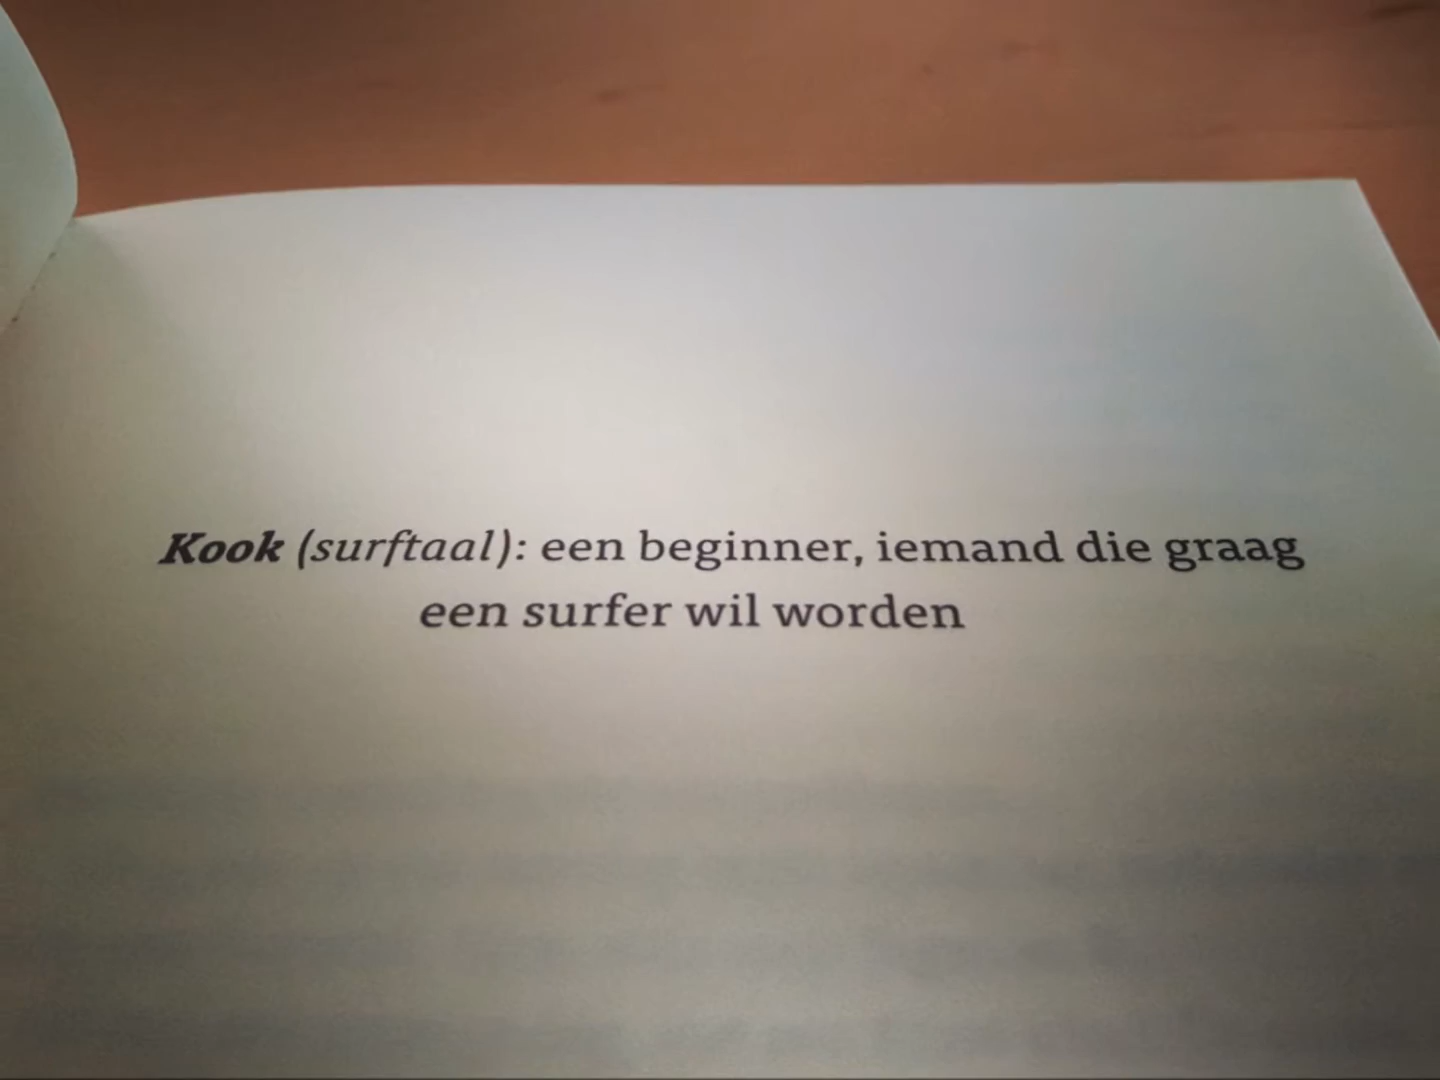 Kook (surftaal): een beginner, iemand die graag
een surfer wil worden